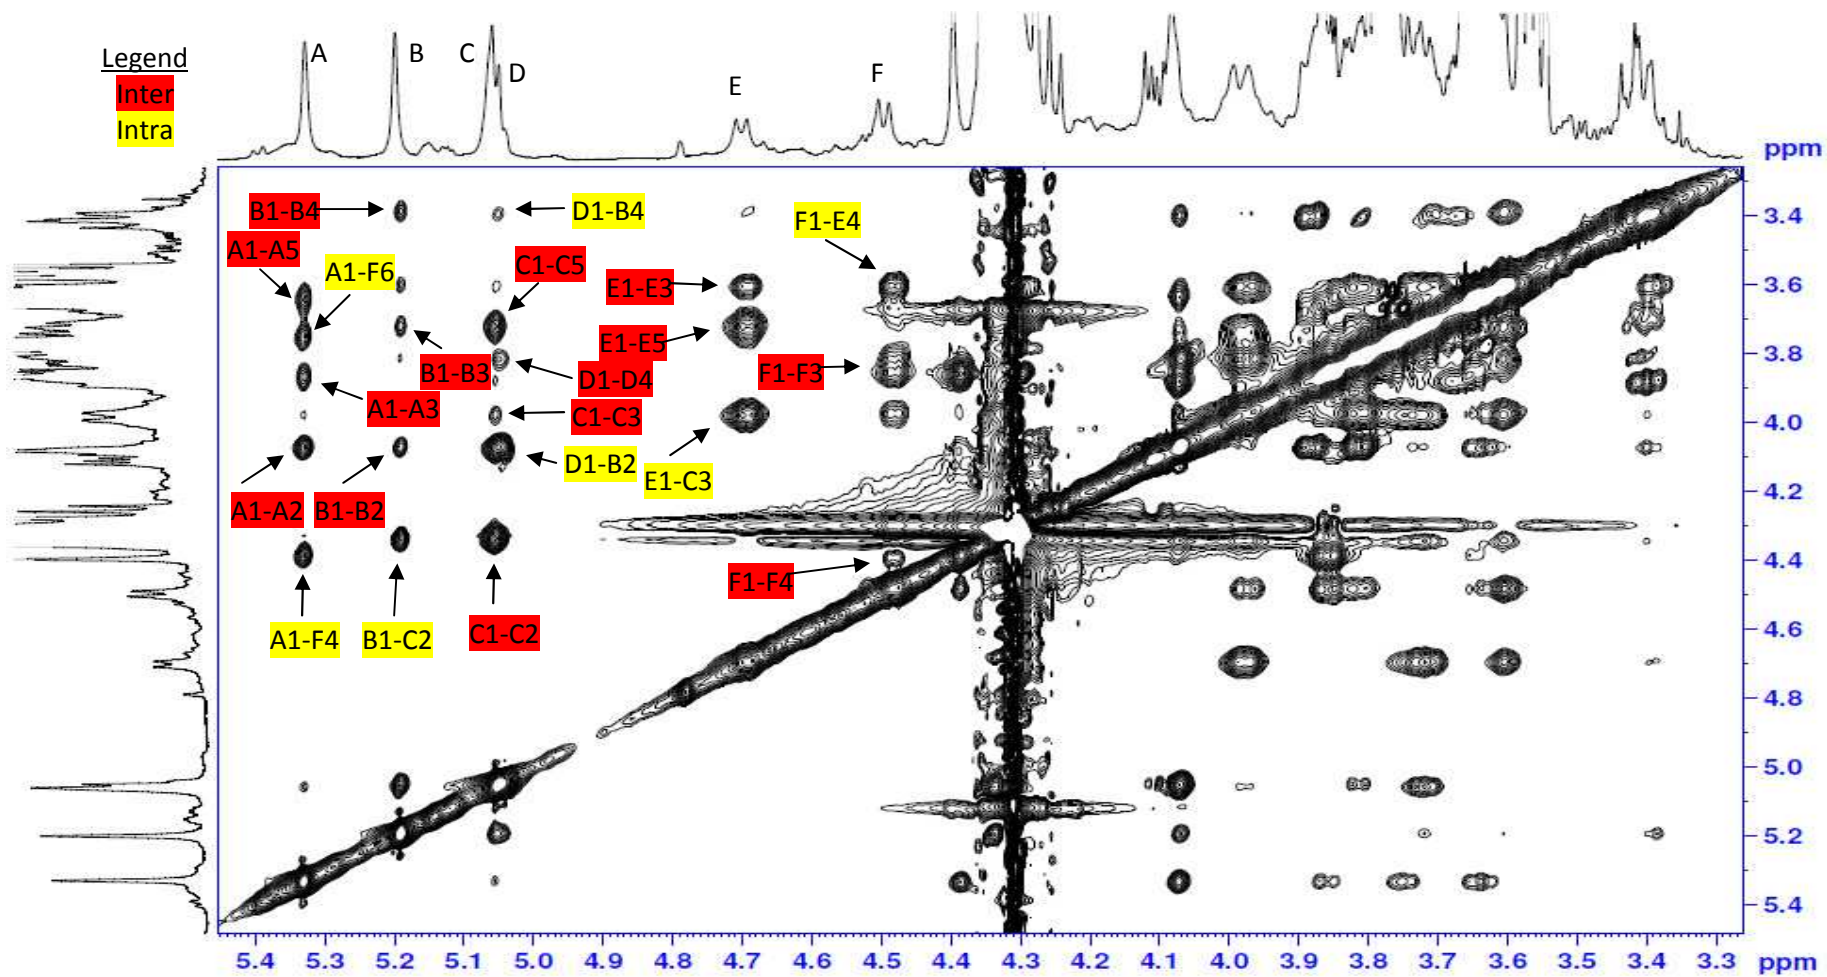 Legend
Inter
Intra
A
B
C
D
E
F
ppm
B1-B4
D1-B4
F1-E4
3.4
A1-A5
A1-F6
C1-C5
E1-E3
3.6
E1-E5
B1-B3
D1-D4
F1-F3
3.8
A1-A3
C1-C3
4.0
D1-B2
E1-C3
A1-A2
B1-B2
4.2
F1-F4
4.4
A1-F4
B1-C2
C1-C2
4.6
4.8
5.0
5.2
5.4
5.4 5.3 5.2 5.1 5.0 4.9 4.8 4.7 4.6 4.5 4.4 4.3 4.2 4.1 4.0 3.9 3.8 3.7 3.6 3.5 3.4 3.3 ppm